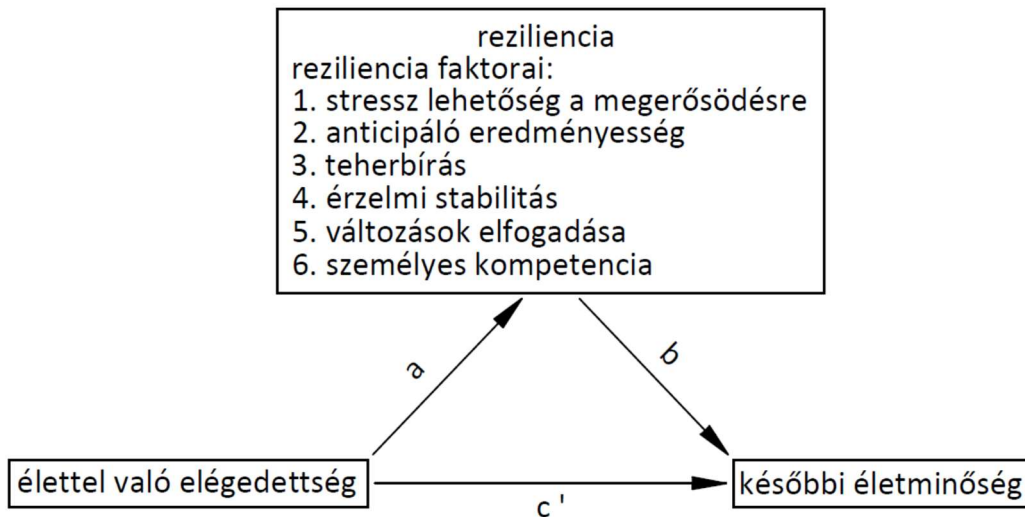 reziliencia
reziliencia faktorai:
1. stressz lehetőség a megerősödésre
2. anticipáló eredményesség
3. teherbírás
4. érzelmi stabilitás
5. változások elfogadása
6. személyes kompetencia
a
b
élettel való elégedettség
c '
későbbi életminőség